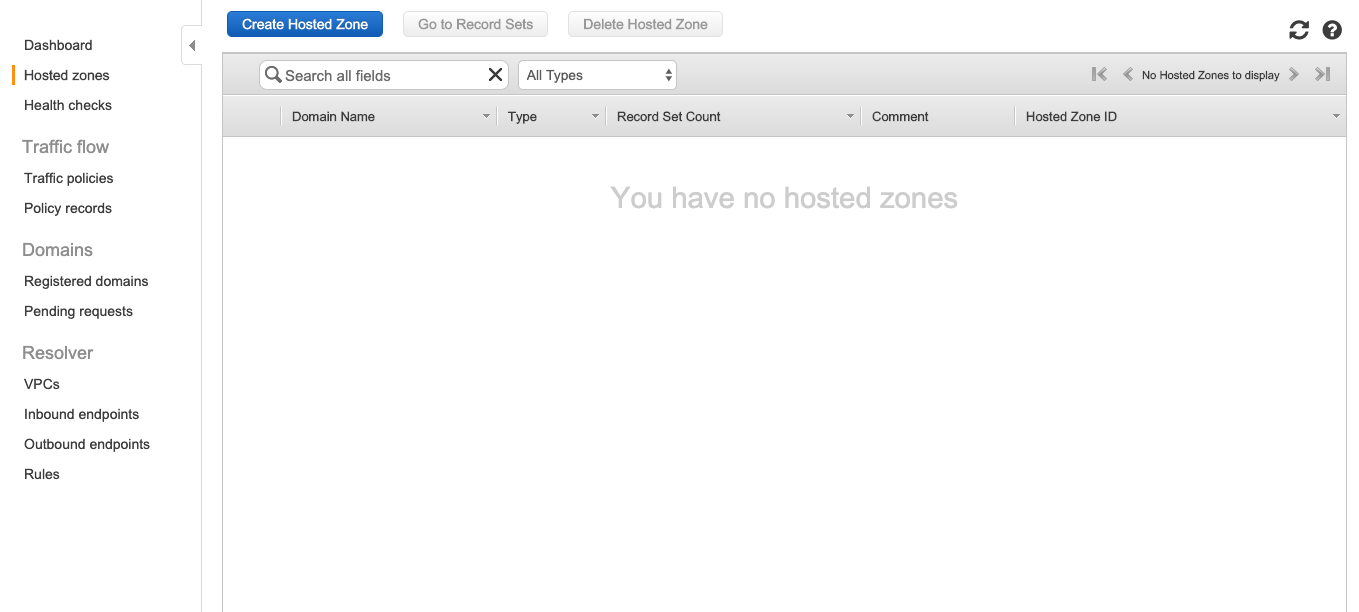 Create Hosted Zone
Go to Record Sets
Delete Hosted Zone
Dashboard
Hosted zones
Health checks
Traffic flow
Traffic policies
Policy records
Domains
Registered domains
Pending requests
Resolver
VPCs
Inbound endpoints
Outbound endpoints
Rules
Search all fields
All Types
No Hosted Zones to display
Domain Name
Type
Record Set Count
Comment
Hosted Zone ID
You have no hosted zones